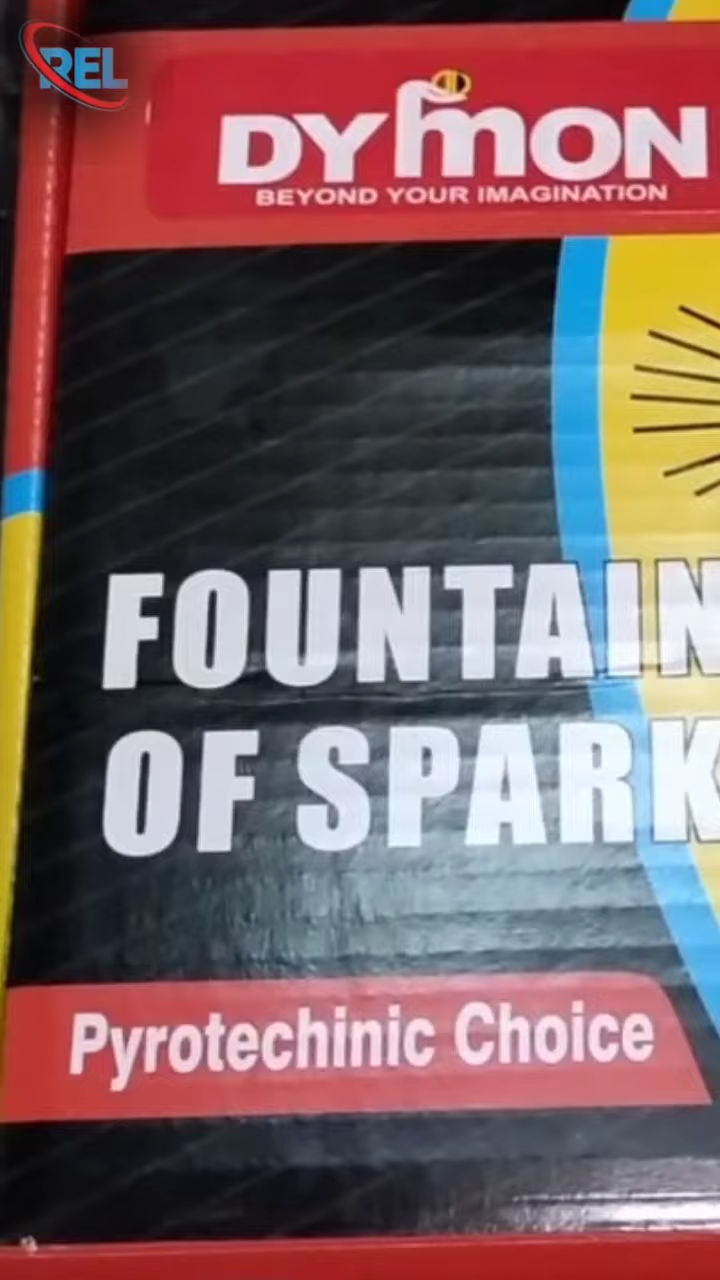 REL
DYMON
BEYOND YOUR IMAGINATION
FOUNTAIN
OF SPARK
Pyrotechinic Choice